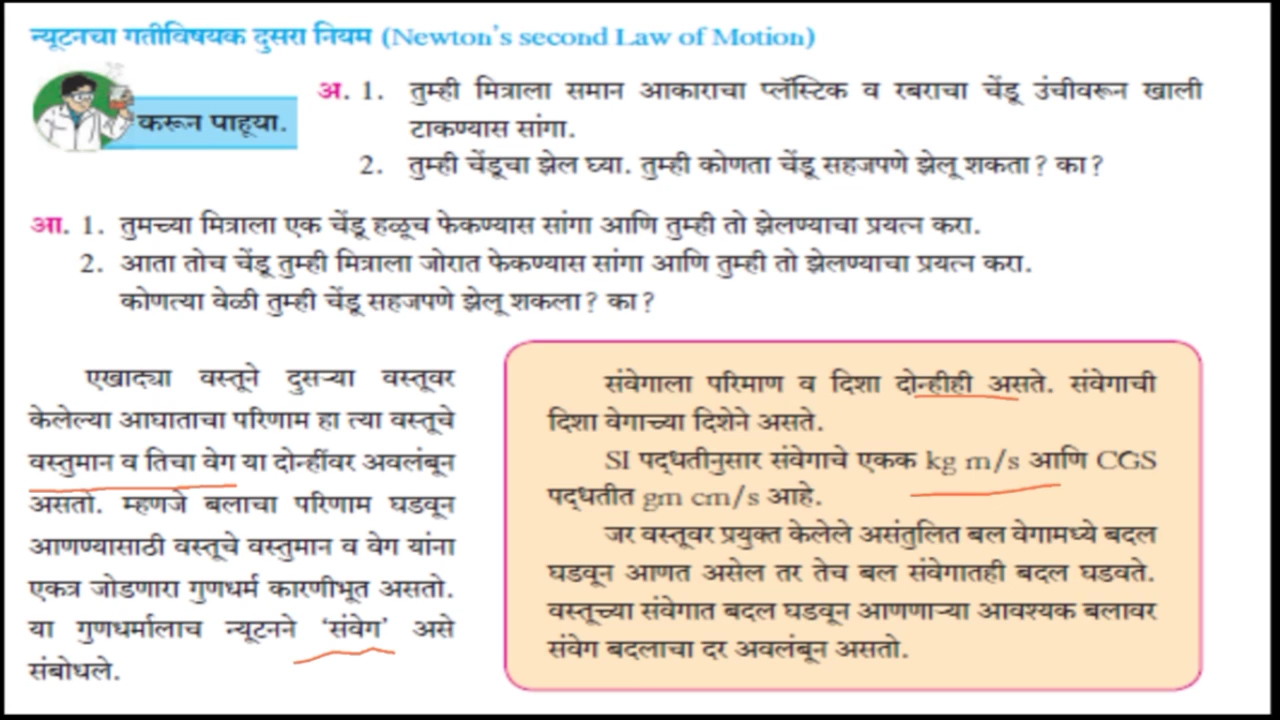 न्यूटनचा गतीविषयक दुसरा नियम (Newton's second Law of Motion)
करून पाहूया.
अ. 1. तुम्ही मित्राला समान आकाराचा प्लॅस्टिक व रबराचा चेंडू उंचीवरून खाली
टाकण्यास सांगा.
2. तुम्ही चेंडूचा झेल घ्या. तुम्ही कोणता चेंडू सहजपणे झेलू शकता? का?
आ. 1. तुमच्या मित्राला एक चेंडू हळूच फेकण्यास सांगा आणि तुम्ही तो झेलण्याचा प्रयत्न करा.
2. आता तोच चेंडू तुम्ही मित्राला जोरात फेकण्यास सांगा आणि तुम्ही तो झेलण्याचा प्रयत्न करा.
कोणत्या वेळी तुम्ही चेंडू सहजपणे झेलू शकला? का?
एखाद्या वस्तूने दुसऱ्या वस्तूवर
केलेल्या आघाताचा परिणाम हा त्या वस्तूचे
वस्तुमान व तिचा वेग या दोन्हींवर अवलंबून
असतो. म्हणजे बलाचा परिणाम घडवून
आणण्यासाठी वस्तूचे वस्तुमान व वेग यांना
एकत्र जोडणारा गुणधर्म कारणीभूत असतो.
या गुणधर्मालाच न्यूटनने 'संवेग' असे
संबोधले.
संवेगाला परिमाण व दिशा दोन्हीही असते. संवेगाची
दिशा वेगाच्या दिशेने असते.
SI पद्धतीनुसार संवेगाचे एकक kg m/s आणि CGS
पद्धतीत gm cm/s आहे.
जर वस्तूवर प्रयुक्त केलेले असंतुलित बल वेगामध्ये बदल
घडवून आणत असेल तर तेच बल संवेगातही बदल घडवते.
वस्तूच्या संवेगात बदल घडवून आणणाऱ्या आवश्यक बलावर
संवेग बदलाचा दर अवलंबून असतो.